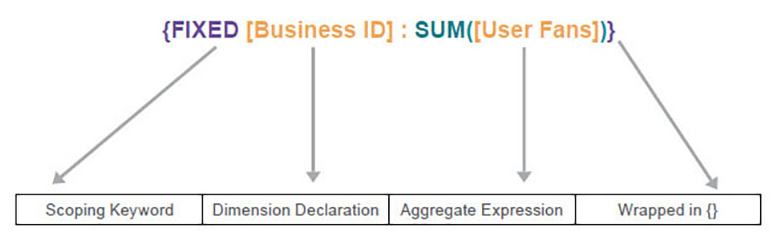 {FIXED [Business ID] : SUM([User Fans])}
Scoping Keyword
Dimension Declaration
Aggregate Expression
Wrapped in {}